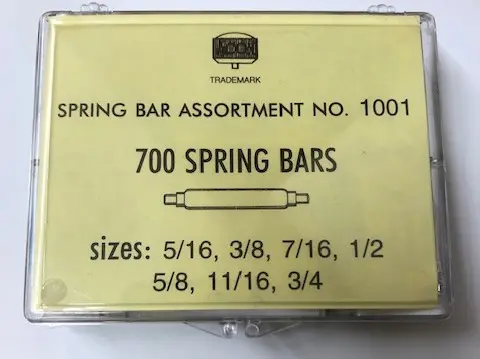 TRADEMARK
SPRING BAR ASSORTMENT NO. 1001
700 SPRING BARS
sizes: 5/16, 3/8, 7/16, 1/2
5/8, 11/16, 3/4